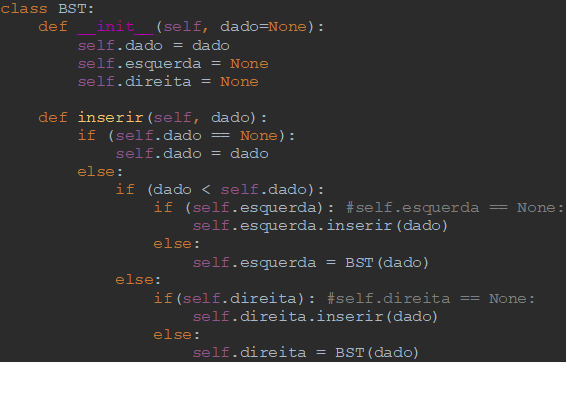 class BST:
    def __init__(self, dado=None):
        self.dado = dado
        self.esquerda = None
        self.direita = None

    def inserir(self, dado):
        if (self.dado == None):
            self.dado = dado
        else:
            if (dado < self.dado):
                if (self.esquerda): #self.esquerda == None:
                    self.esquerda.inserir(dado)
                else:
                    self.esquerda = BST(dado)
            else:
                if(self.direita): #self.direita == None:
                    self.direita.inserir(dado)
                else:
                    self.direita = BST(dado)